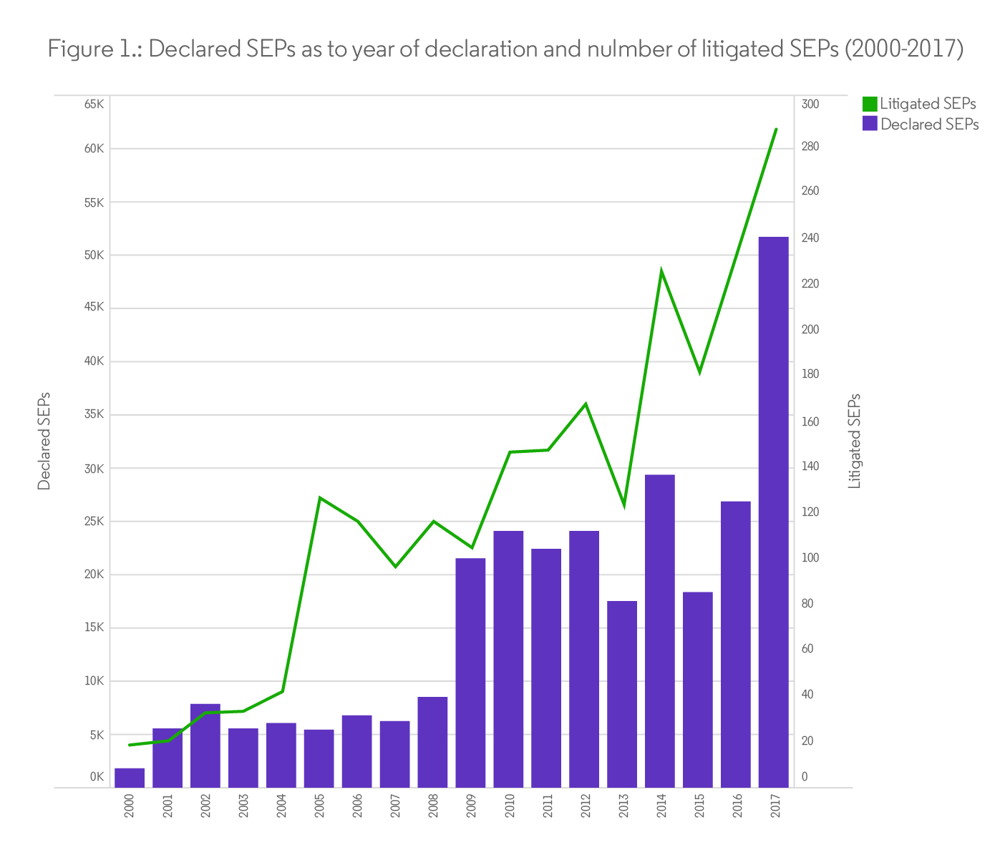 Figure 1.: Declared SEPs as to year of declaration and nulmber of litigated SEPs (2000-2017)
Litigated SEPs
Declared SEPs
65K
60K
55K
50K
45K
40K
35K
30K
25K
20K
15K
10K
5K
0K
Declared SEPs
300
280
260
240
220
200
180
160
140
120
100
80
60
40
20
0
Litigated SEPs
2000
2001
2002
2003
2004
2005
2006
2007
2008
2009
2010
2011
2012
2013
2014
2015
2016
2017